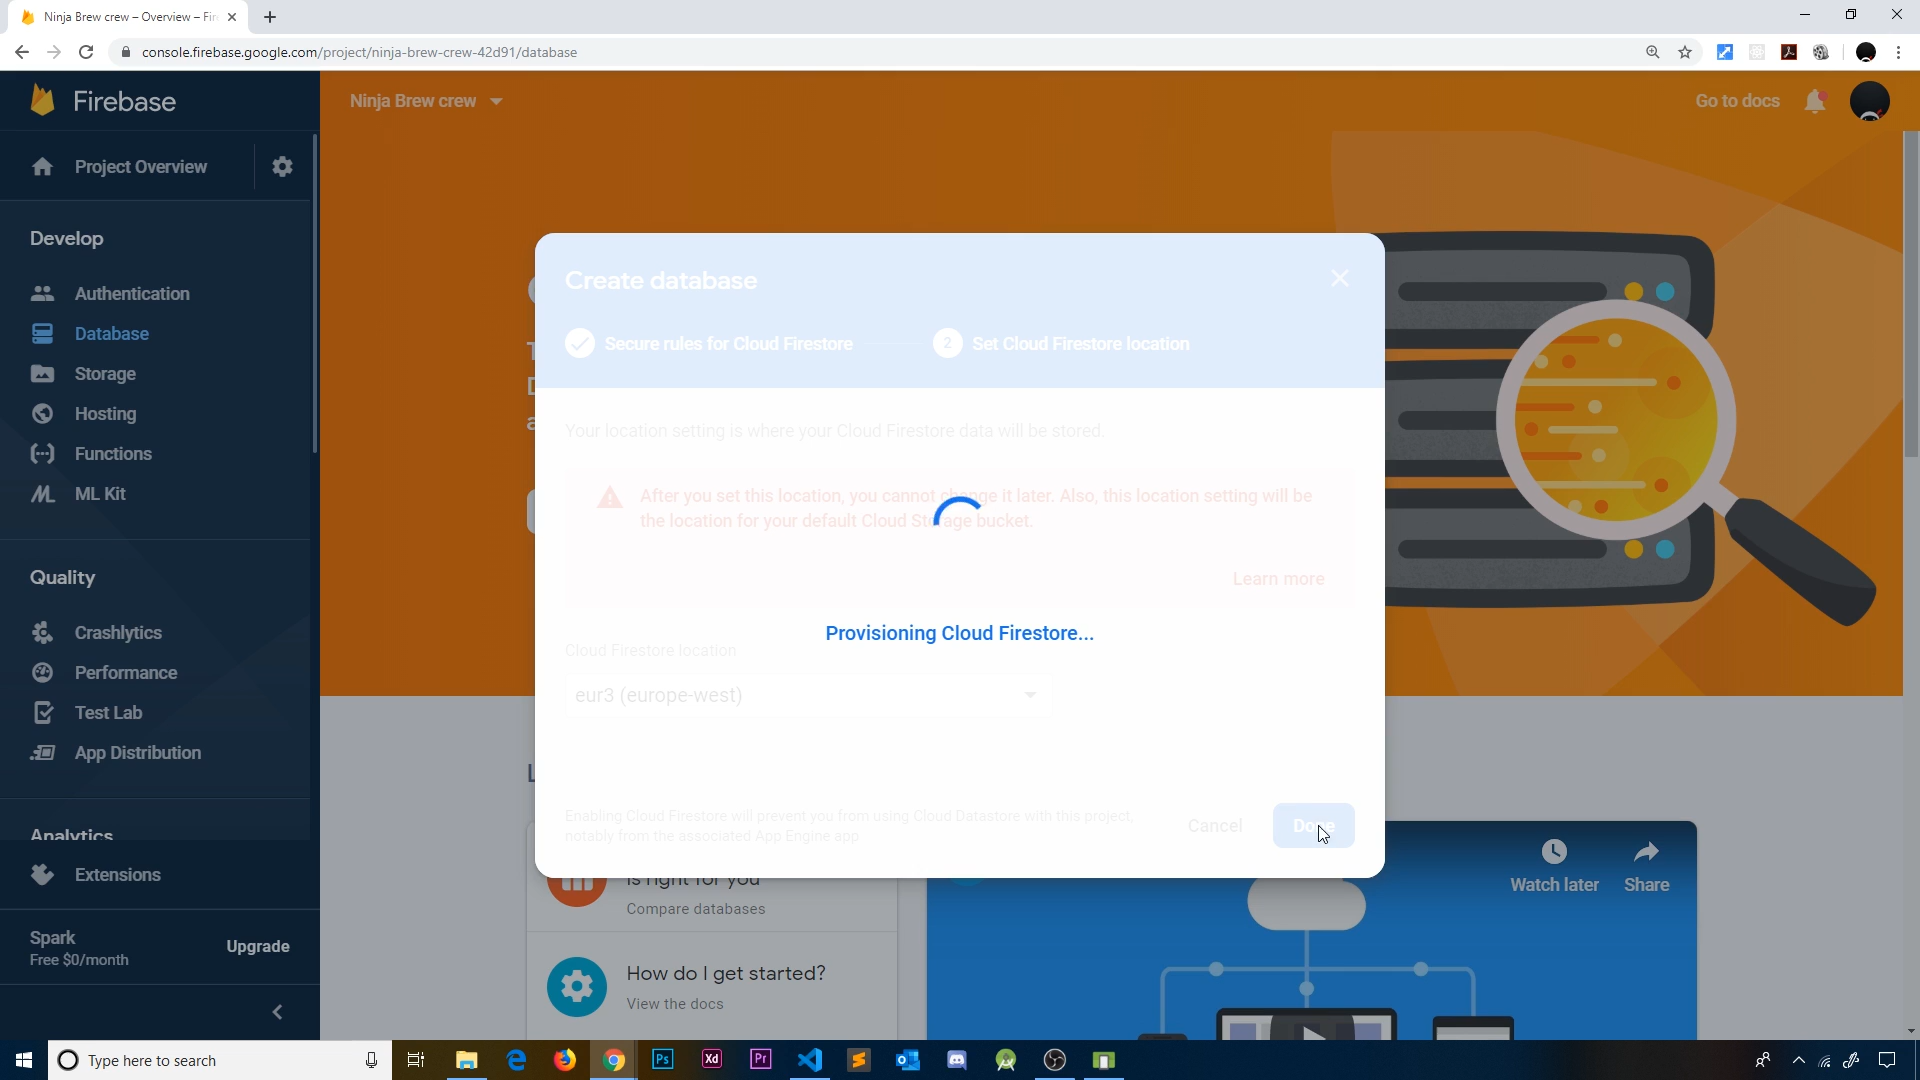 Ninja Brew crew – Overview – Fir
console.firebase.google.com/project/ninja-brew-crew-42d91/database
Firebase
Ninja Brew crew
Go to docs
Project Overview
Develop
Authentication
Database
Storage
Hosting
Functions
ML Kit
Quality
Crashlytics
Performance
Test Lab
App Distribution
Analytics
Extensions
Spark
Free $0/month
Upgrade
Create database
Secure rules for Cloud Firestore
2
Set Cloud Firestore location
Your location setting is where your Cloud Firestore data will be stored.
After you set this location, you cannot change it later. Also, this location setting will be
the location for your default Cloud Storage bucket.
Learn more
Provisioning Cloud Firestore...
Cloud Firestore location
eur3 (europe-west)
Enabling Cloud Firestore will prevent you from using Cloud Datastore with this project,
notably from the associated App Engine app
Cancel
Done
is right for you
Compare databases
How do I get started?
View the docs
Watch later
Share
Type here to search
Ps
Xd
Pr